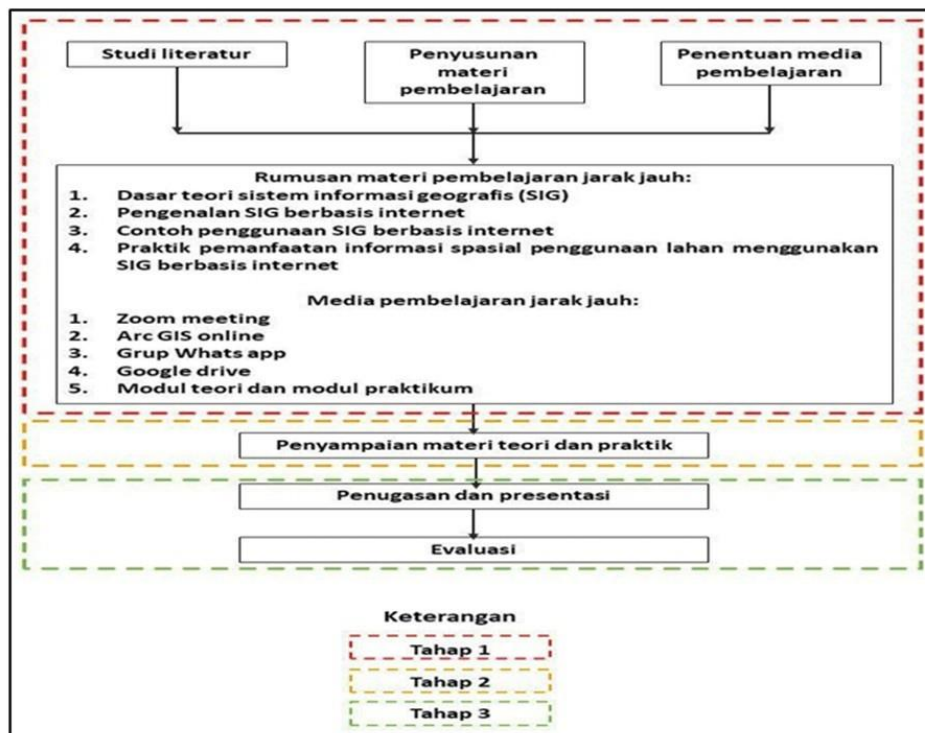 Studi literatur
Penyusunan
materi
pembelajaran
Penentuan media
pembelajaran
Rumusan materi pembelajaran jarak jauh:
1. Dasar teori sistem informasi geografis (SIG)
2. Pengenalan SIG berbasis internet
3. Contoh penggunaan SIG berbasis internet
4. Praktik pemanfaatan informasi spasial penggunaan lahan menggunakan
SIG berbasis internet
Media pembelajaran jarak jauh:
1. Zoom meeting
2. Arc GIS online
3. Grup Whats app
4. Google drive
5. Modul teori dan modul praktikum
Penyampaian materi teori dan praktik
Penugasan dan presentasi
Evaluasi
Keterangan
Tahap 1
Tahap 2
Tahap 3